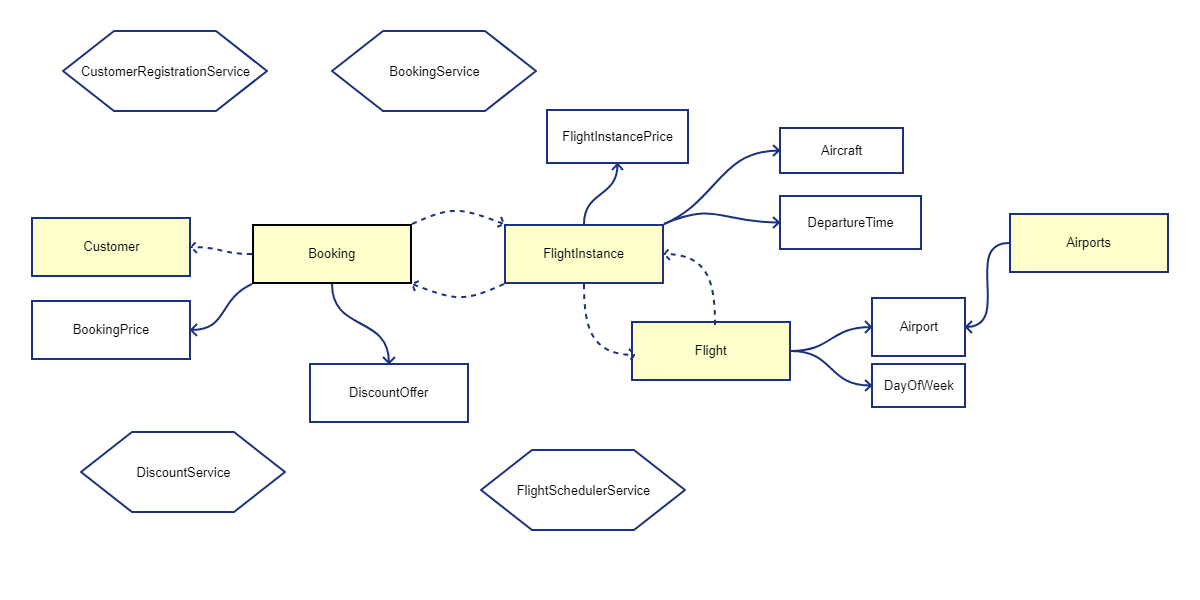 CustomerRegistrationService
BookingService
FlightInstancePrice
Aircraft
DepartureTime
Customer
Booking
FlightInstance
Airports
BookingPrice
Airport
Flight
DayOfWeek
DiscountOffer
DiscountService
FlightSchedulerService